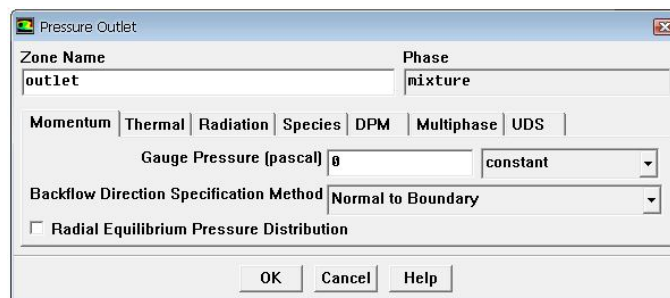 Pressure Outlet
Zone Name Phase
outlet mixture
Momentum Thermal Radiation Species DPM Multiphase UDS
Gauge Pressure (pascal) 0 constant
Backflow Direction Specification Method Normal to Boundary
Radial Equilibrium Pressure Distribution
OK Cancel Help